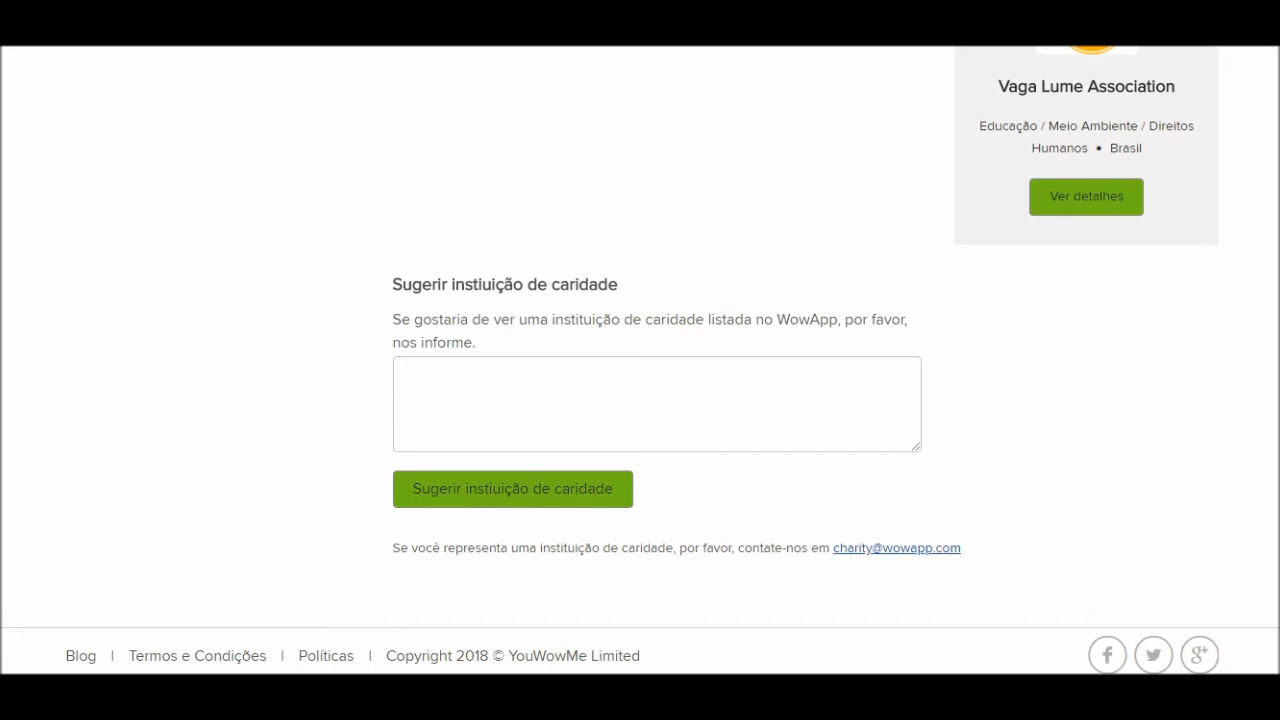 Vaga Lume Association
Educação / Meio Ambiente / Direitos
Humanos • Brasil
Ver detalhes
Sugerir instiuição de caridade
Se gostaria de ver uma instituição de caridade listada no WowApp, por favor,
nos informe.
Sugerir instiuição de caridade
Se você representa uma instituição de caridade, por favor, contate-nos em charity@wowapp.com
Blog | Termos e Condições | Políticas | Copyright 2018 © YouWowMe Limited